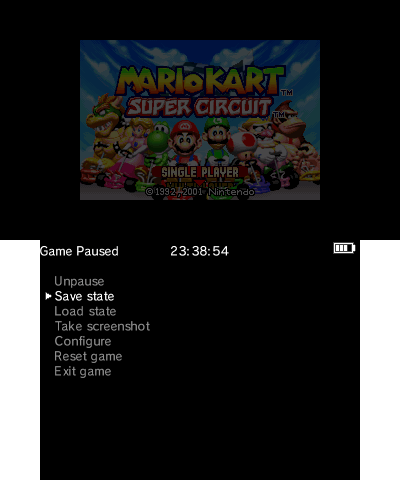 MARIO KART TM
SUPER CIRCUIT TM
SINGLE PLAYER
©1992,2001 Nintendo
Game Paused 23:38:54
Unpause
Save state
Load state
Take screenshot
Configure
Reset game
Exit game